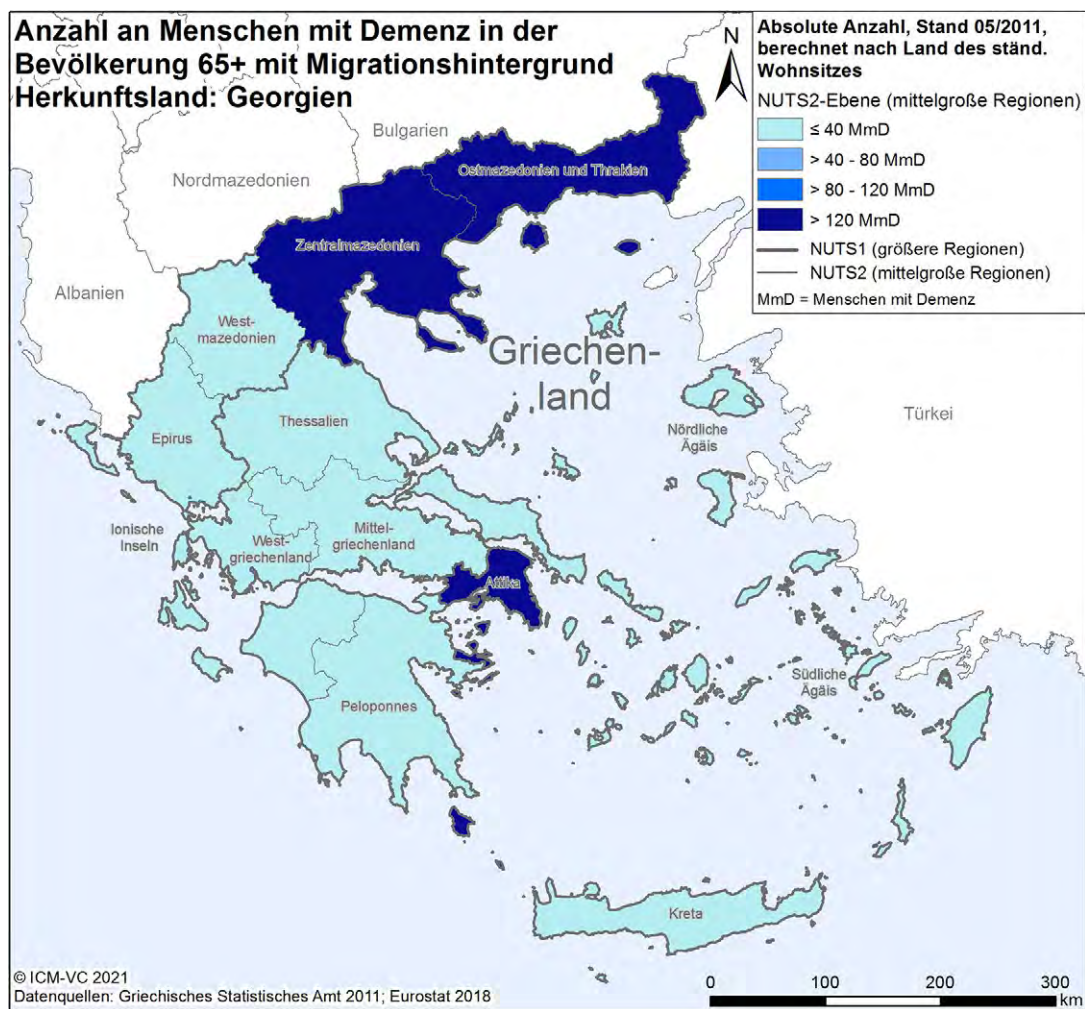 Anzahl an Menschen mit Demenz in der
Bevölkerung 65+ mit Migrationshintergrund
Herkunftsland: Georgien
N
Absolute Anzahl, Stand 05/2011,
berechnet nach Land des ständ.
Wohnsitzes
NUTS2-Ebene (mittelgroße Regionen)
≤ 40 MmD
> 40 - 80 MmD
> 80 - 120 MmD
> 120 MmD
NUTS1 (größere Regionen)
NUTS2 (mittelgroße Regionen)
MmD = Menschen mit Demenz
Bulgarien
Nordmazedonien
Ostmazedonien und Thrakien
Zentralmazedonien
Albanien
West-
mazedonien
Griechen-
land
Türkei
Thessalien
Epirus
Nördliche
Ägäis
Ionische
Inseln
West-
griechenland
Mittel-
griechenland
Attika
Südliche
Ägäis
Peloponnes
Kreta
© ICM-VC 2021
Datenquellen: Griechisches Statistisches Amt 2011; Eurostat 2018
0 100 200 300
km